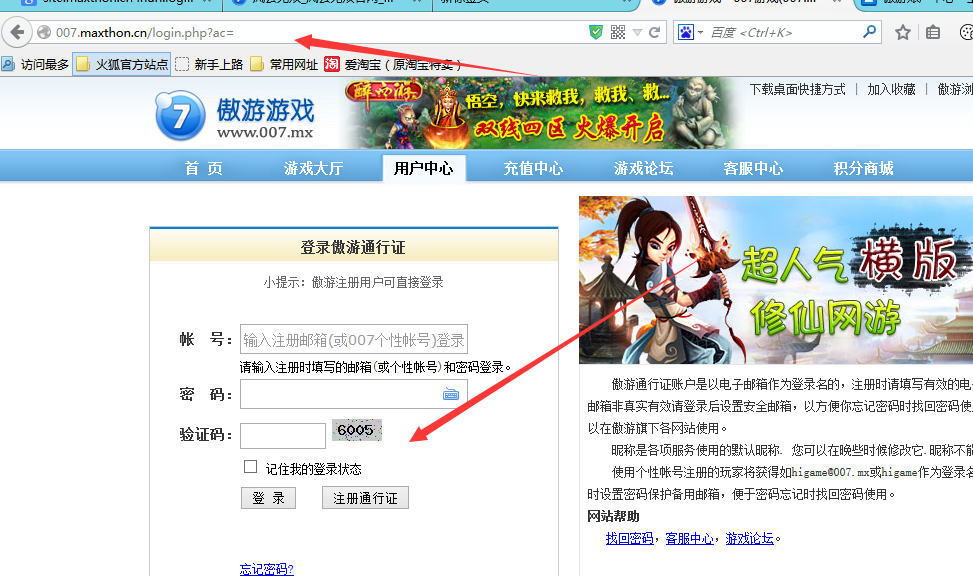 007.maxthon.cn/login.php?ac=
百度 <Ctrl+K>
访问最多 火狐官方站点 新手上路 常用网址 淘 爱淘宝（原淘宝特卖）
7 傲游游戏
www.007.mx
醉西游
悟空，快来救我，救我、救...
双线四区 火爆开启
下载桌面快捷方式 | 加入收藏 | 傲游浏
首 页 游戏大厅 用户中心 充值中心 游戏论坛 客服中心 积分商城
登录傲游通行证
小提示：傲游注册用户可直接登录
帐 号： 输入注册邮箱(或007个性帐号)登录
请输入注册时填写的邮箱(或个性帐号)和密码登录。
密 码：
验证码： 6005
记住我的登录状态
登 录 注册通行证
忘记密码?
超人气 横版
修仙网游
傲游通行证账户是以电子邮箱作为登录名的，注册时请填写有效的电
邮箱非真实有效请登录后设置安全邮箱，以方便你忘记密码时找回密码使
以在傲游旗下各网站使用。
昵称是各项服务使用的默认昵称. 您可以在晚些时候修改它.昵称不能
使用个性帐号注册的玩家将获得如higame@007.mx或higame作为登录名
时设置密码保护备用邮箱，便于密码忘记时找回密码使用。
网站帮助
找回密码，客服中心，游戏论坛。